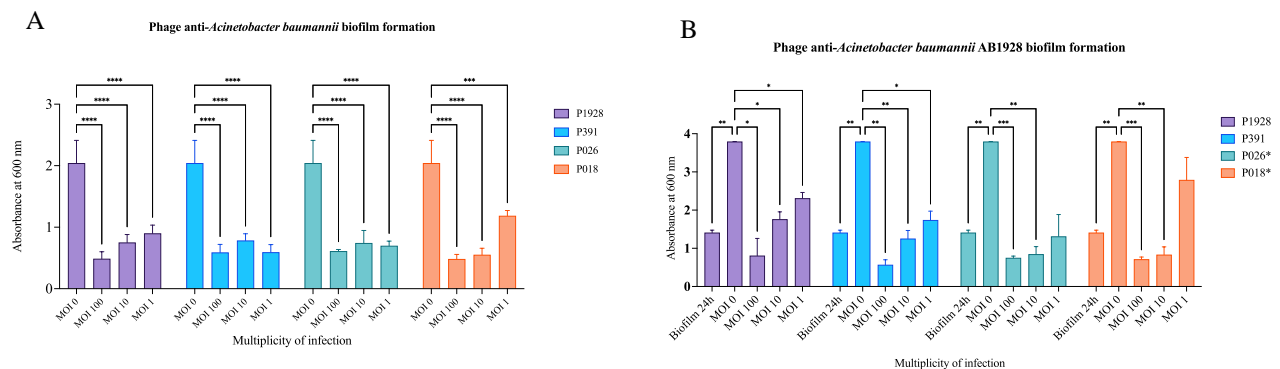 A
Phage anti-Acinetobacter baumannii biofilm formation
**** **** **** ***
**** **** **** ****
**** **** **** ****
3
2
1
0
Absorbance at 600 nm
MOI 0 MOI 100 MOI 10 MOI 1 MOI 0 MOI 100 MOI 10 MOI 1 MOI 0 MOI 100 MOI 10 MOI 1 MOI 0 MOI 100 MOI 10 MOI 1
Multiplicity of infection
P1928
P391
P026
P018
B
Phage anti-Acinetobacter baumannii AB1928 biofilm formation
* *
* ** ** **
** * ** ** ** *** ** ***
4
3
2
1
0
Absorbance at 600 nm
Biofilm 24h MOI 0 MOI 100 MOI 10 MOI 1 Biofilm 24h MOI 0 MOI 100 MOI 10 MOI 1 Biofilm 24h MOI 0 MOI 100 MOI 10 MOI 1 Biofilm 24h MOI 0 MOI 100 MOI 10 MOI 1
Multiplicity of infection
P1928
P391
P026*
P018*